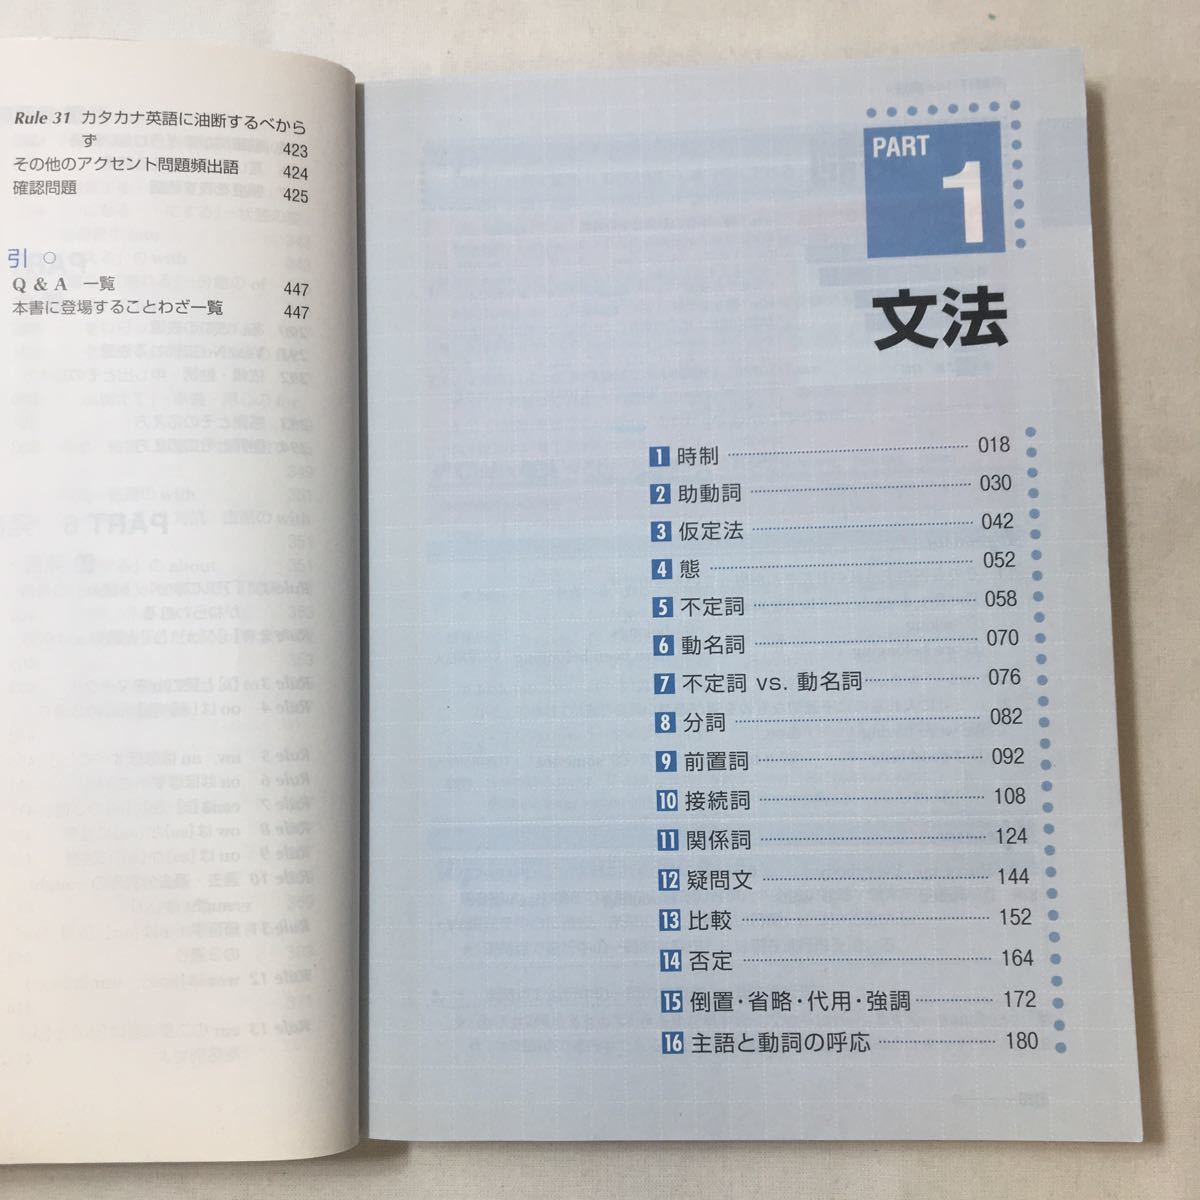 Rule 31 カタカナ英語に油断するべから
ず 423
その他のアクセント問題頻出語 424
確認問題 425
引
Q & A 一覧 447
本書に登場することわざ一覧 447
PART
1
文法
1 時制 018
2 助動詞 030
3 仮定法 042
4 態 052
5 不定詞 058
6 動名詞 070
7 不定詞 vs. 動名詞 076
8 分詞 082
9 前置詞 092
10 接続詞 108
11 関係詞 124
12 疑問文 144
13 比較 152
14 否定 164
15 倒置・省略・代用・強調 172
16 主語と動詞の呼応 180